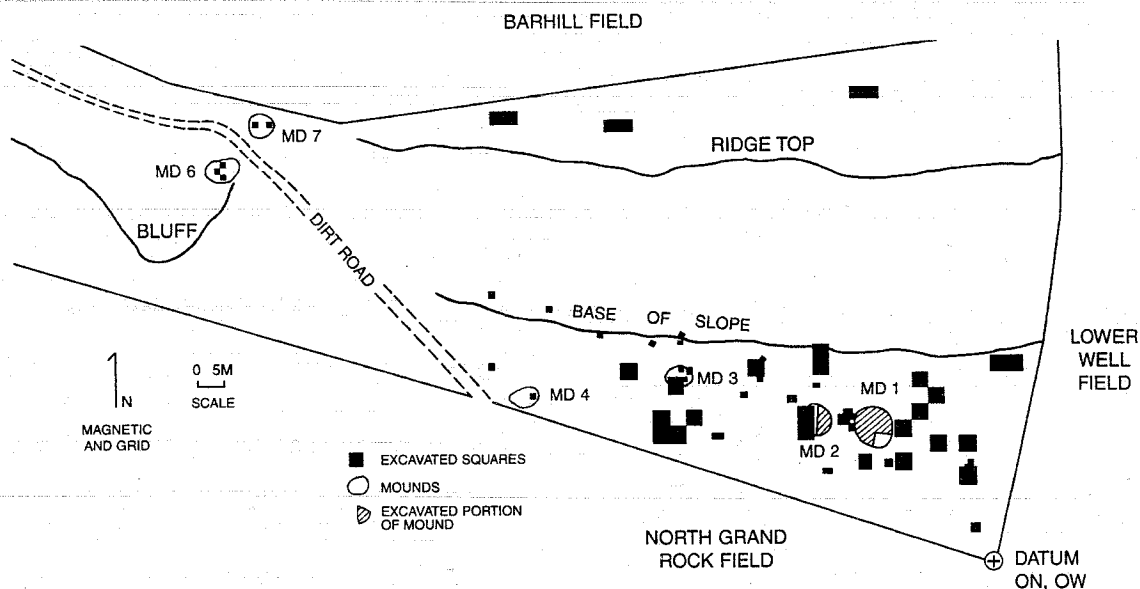 BARHILL FIELD
MD 7
RIDGE TOP
MD 6
BLUFF
DIRT ROAD
BASE OF SLOPE
LOWER
WELL
FIELD
0 5M
SCALE
N
MAGNETIC
AND GRID
MD 3
MD 4
MD 1
MD 2
EXCAVATED SQUARES
MOUNDS
EXCAVATED PORTION
OF MOUND
NORTH GRAND
ROCK FIELD
DATUM
ON, OW